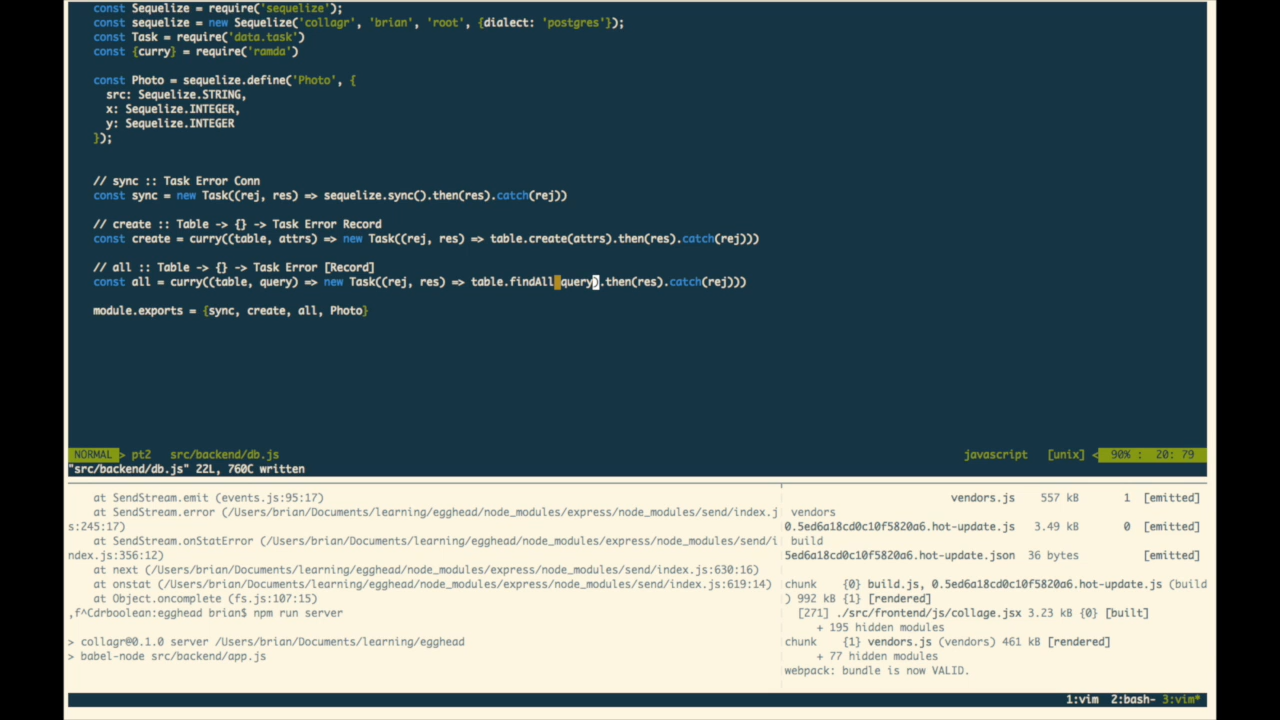 const Sequelize = require('sequelize');
const sequelize = new Sequelize('collagr', 'brian', 'root', {dialect: 'postgres'});
const Task = require('data.task')
const {curry} = require('ramda')
const Photo = sequelize.define('Photo', {
  src: Sequelize.STRING,
  x: Sequelize.INTEGER,
  y: Sequelize.INTEGER
});
// sync :: Task Error Conn
const sync = new Task((rej, res) => sequelize.sync().then(res).catch(rej))
// create :: Table -> {} -> Task Error Record
const create = curry((table, attrs) => new Task((rej, res) => table.create(attrs).then(res).catch(rej)))
// all :: Table -> {} -> Task Error [Record]
const all = curry((table, query) => new Task((rej, res) => table.findAll(query).then(res).catch(rej)))
module.exports = {sync, create, all, Photo}
NORMAL > pt2 src/backend/db.js javascript [unix] < 90% : 20: 79
"src/backend/db.js" 22L, 760C written
at SendStream.emit (events.js:95:17)
at SendStream.error (/Users/brian/Documents/learning/egghead/node_modules/express/node_modules/send/index.j
s:245:17)
at SendStream.onStatError (/Users/brian/Documents/learning/egghead/node_modules/express/node_modules/send/i
ndex.js:356:12)
at next (/Users/brian/Documents/learning/egghead/node_modules/express/node_modules/send/index.js:630:16)
at onstat (/Users/brian/Documents/learning/egghead/node_modules/express/node_modules/send/index.js:619:14)
at Object.oncomplete (fs.js:107:15)
,f^Cdrboolean:egghead brian$ npm run server
> collagr@0.1.0 server /Users/brian/Documents/learning/egghead
> babel-node src/backend/app.js
vendors.js 557 kB 1 [emitted]
vendors
0.5ed6a18cd0c10f5820a6.hot-update.js 3.49 kB 0 [emitted]
build
5ed6a18cd0c10f5820a6.hot-update.json 36 bytes [emitted]
chunk {0} build.js, 0.5ed6a18cd0c10f5820a6.hot-update.js (build
) 992 kB {1} [rendered]
[271] ./src/frontend/js/collage.jsx 3.23 kB {0} [built]
+ 195 hidden modules
chunk {1} vendors.js (vendors) 461 kB [rendered]
+ 77 hidden modules
webpack: bundle is now VALID.
1:vim 2:bash- 3:vim*